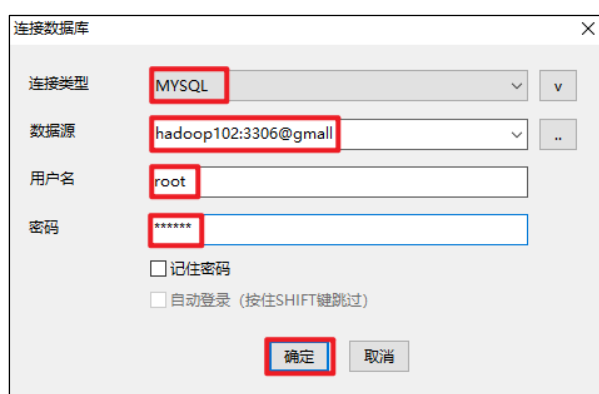 连接数据库
连接类型 MYSQL v
数据源 hadoop102:3306@gmall ..
用户名 root
密码 ******
记住密码
自动登录（按住SHIFT键跳过）
确定 取消